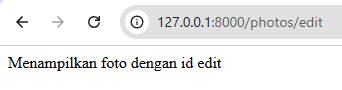 127.0.0.1:8000/photos/edit
Menampilkan foto dengan id edit